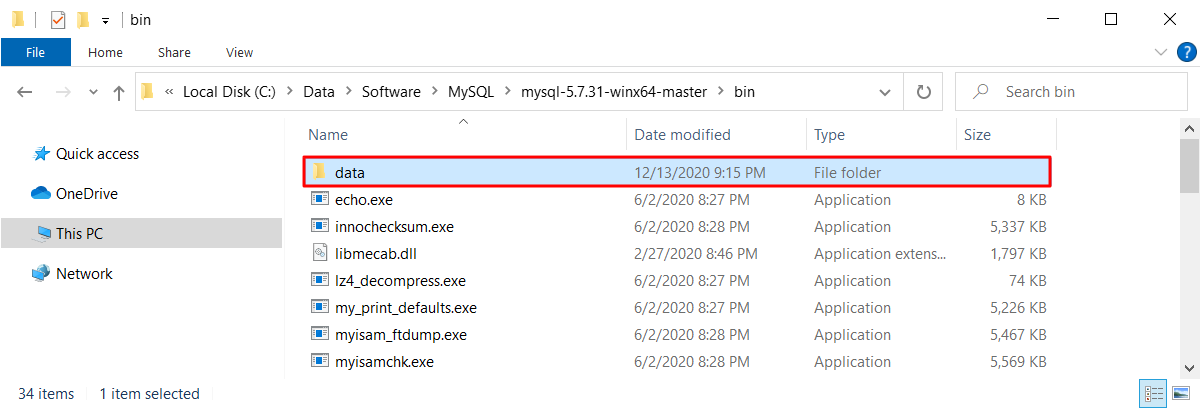 bin
File Home Share View
« Local Disk (C:) > Data > Software > MySQL > mysql-5.7.31-winx64-master > bin Search bin
Name Date modified Type Size
Quick access
OneDrive
This PC
Network
data 12/13/2020 9:15 PM File folder
echo.exe 6/2/2020 8:27 PM Application 8 KB
innochecksum.exe 6/2/2020 8:28 PM Application 5,337 KB
libmecab.dll 2/27/2020 8:46 PM Application extens... 1,797 KB
lz4_decompress.exe 6/2/2020 8:27 PM Application 74 KB
my_print_defaults.exe 6/2/2020 8:27 PM Application 5,226 KB
myisam_ftdump.exe 6/2/2020 8:28 PM Application 5,467 KB
myisamchk.exe 6/2/2020 8:28 PM Application 5,569 KB
34 items 1 item selected